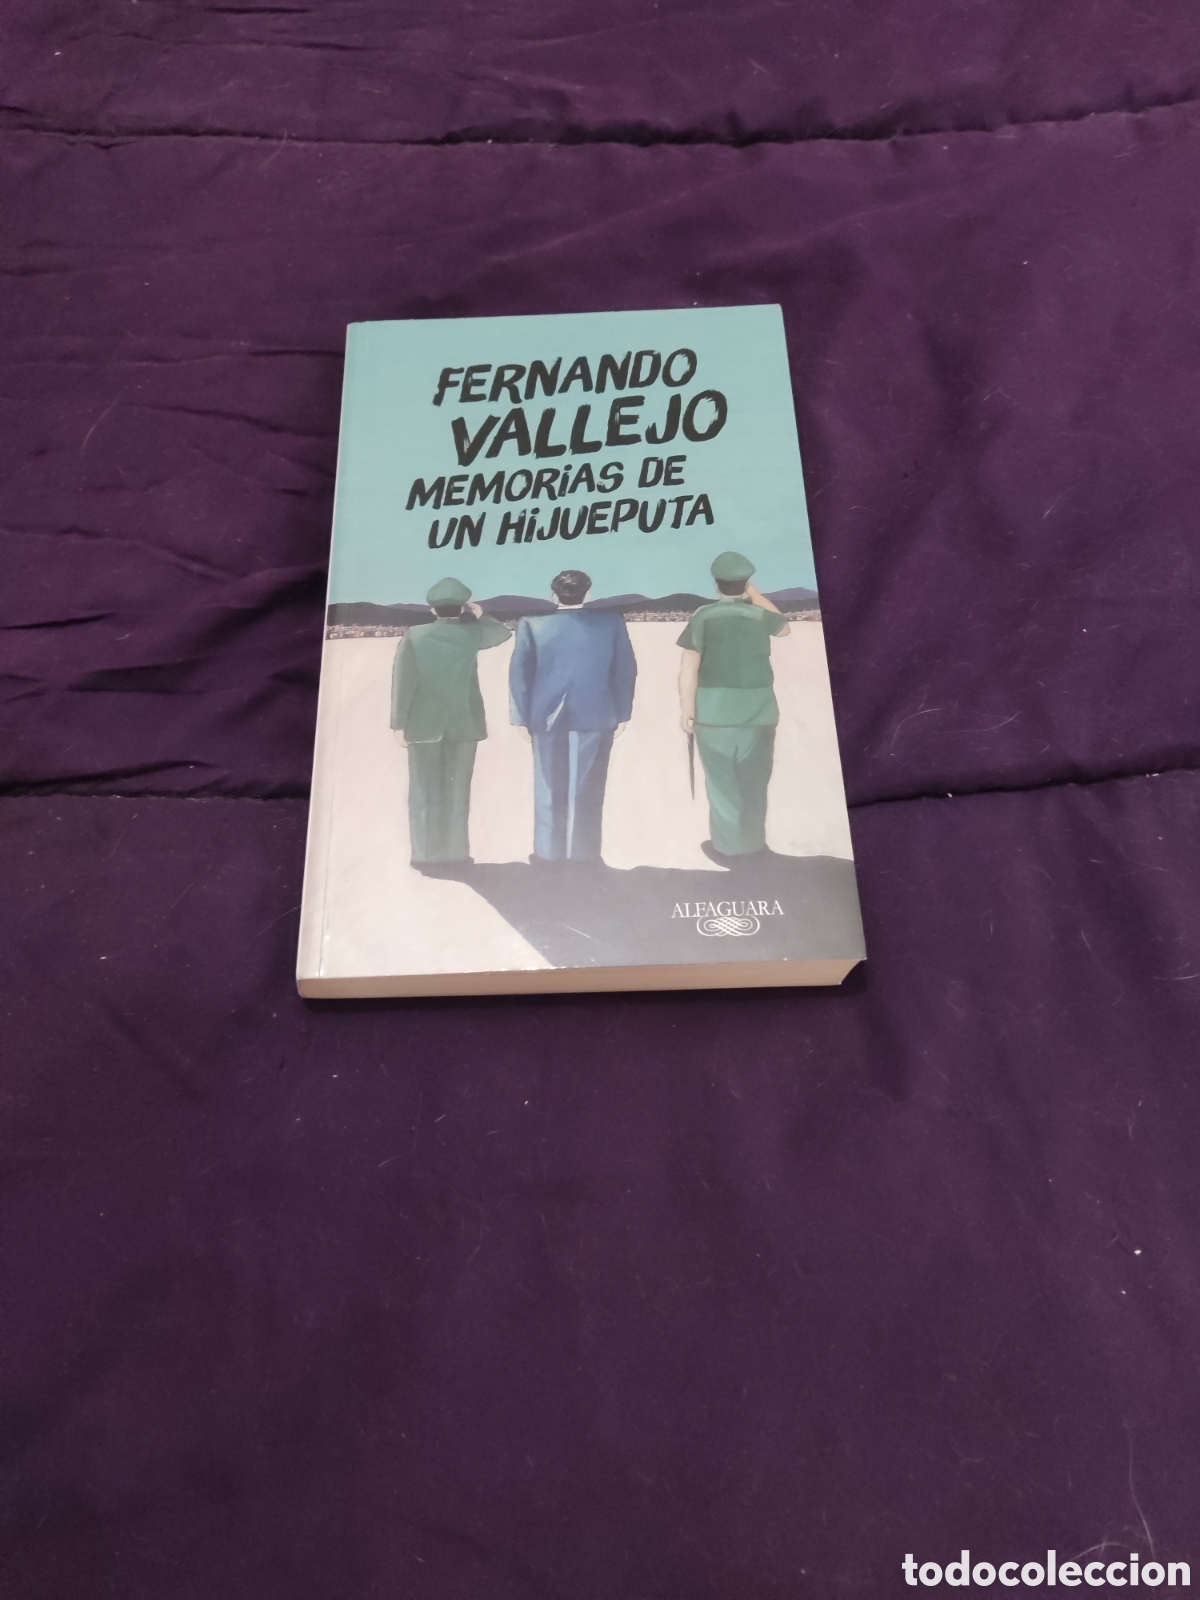 FERNANDO
VALLEJO
MEMORiAS DE
UN HiJUEPUTA
ALFAGUARA
todocoleccion